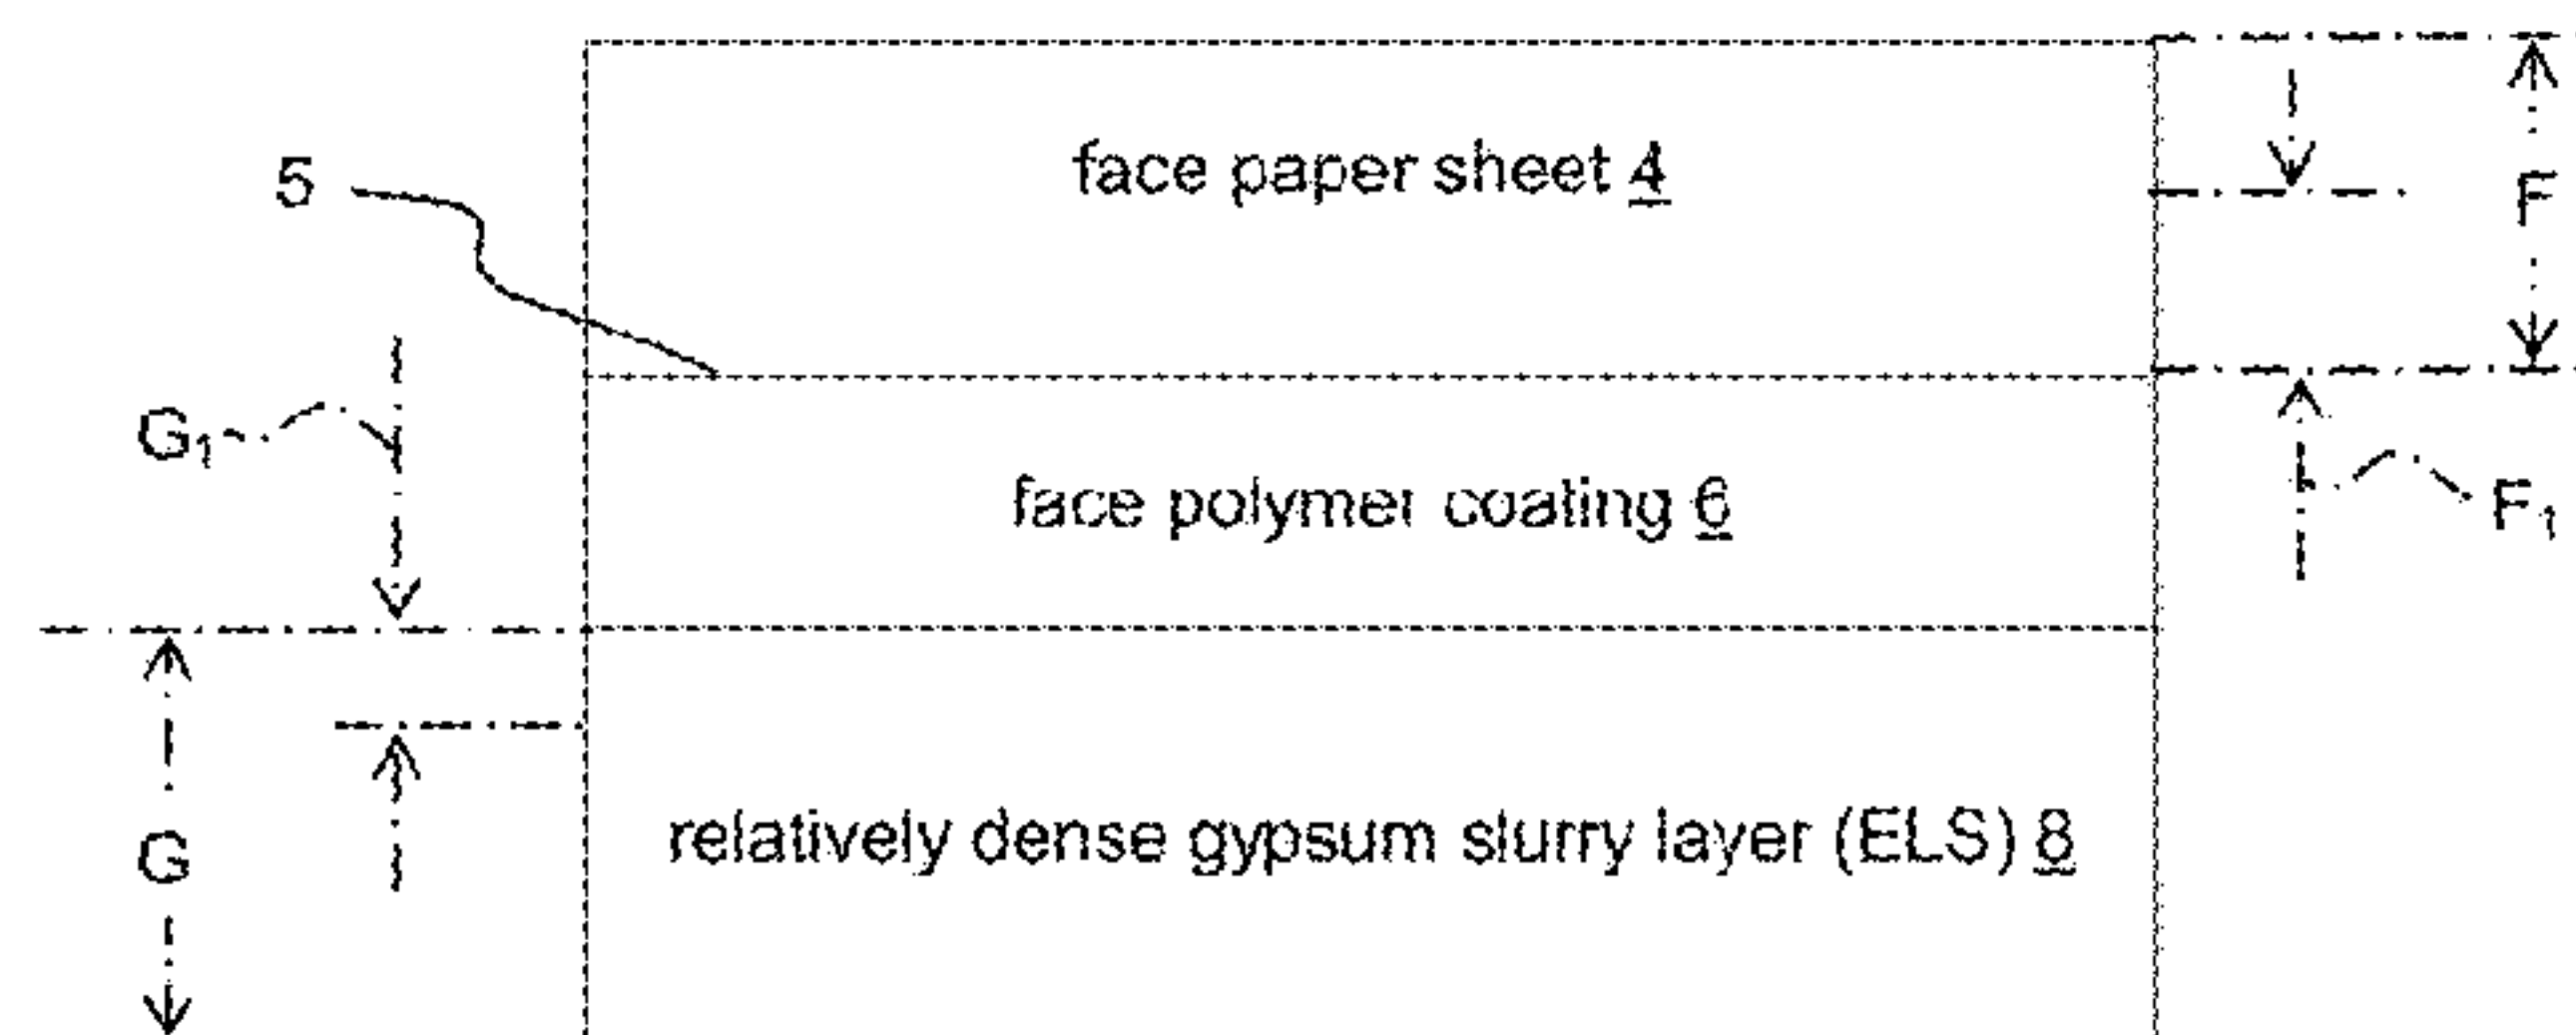 face paper sheet 4
5
F
G₁
face polymer coating 6
F₁
G
relatively dense gypsum slurry layer (ELS) 8